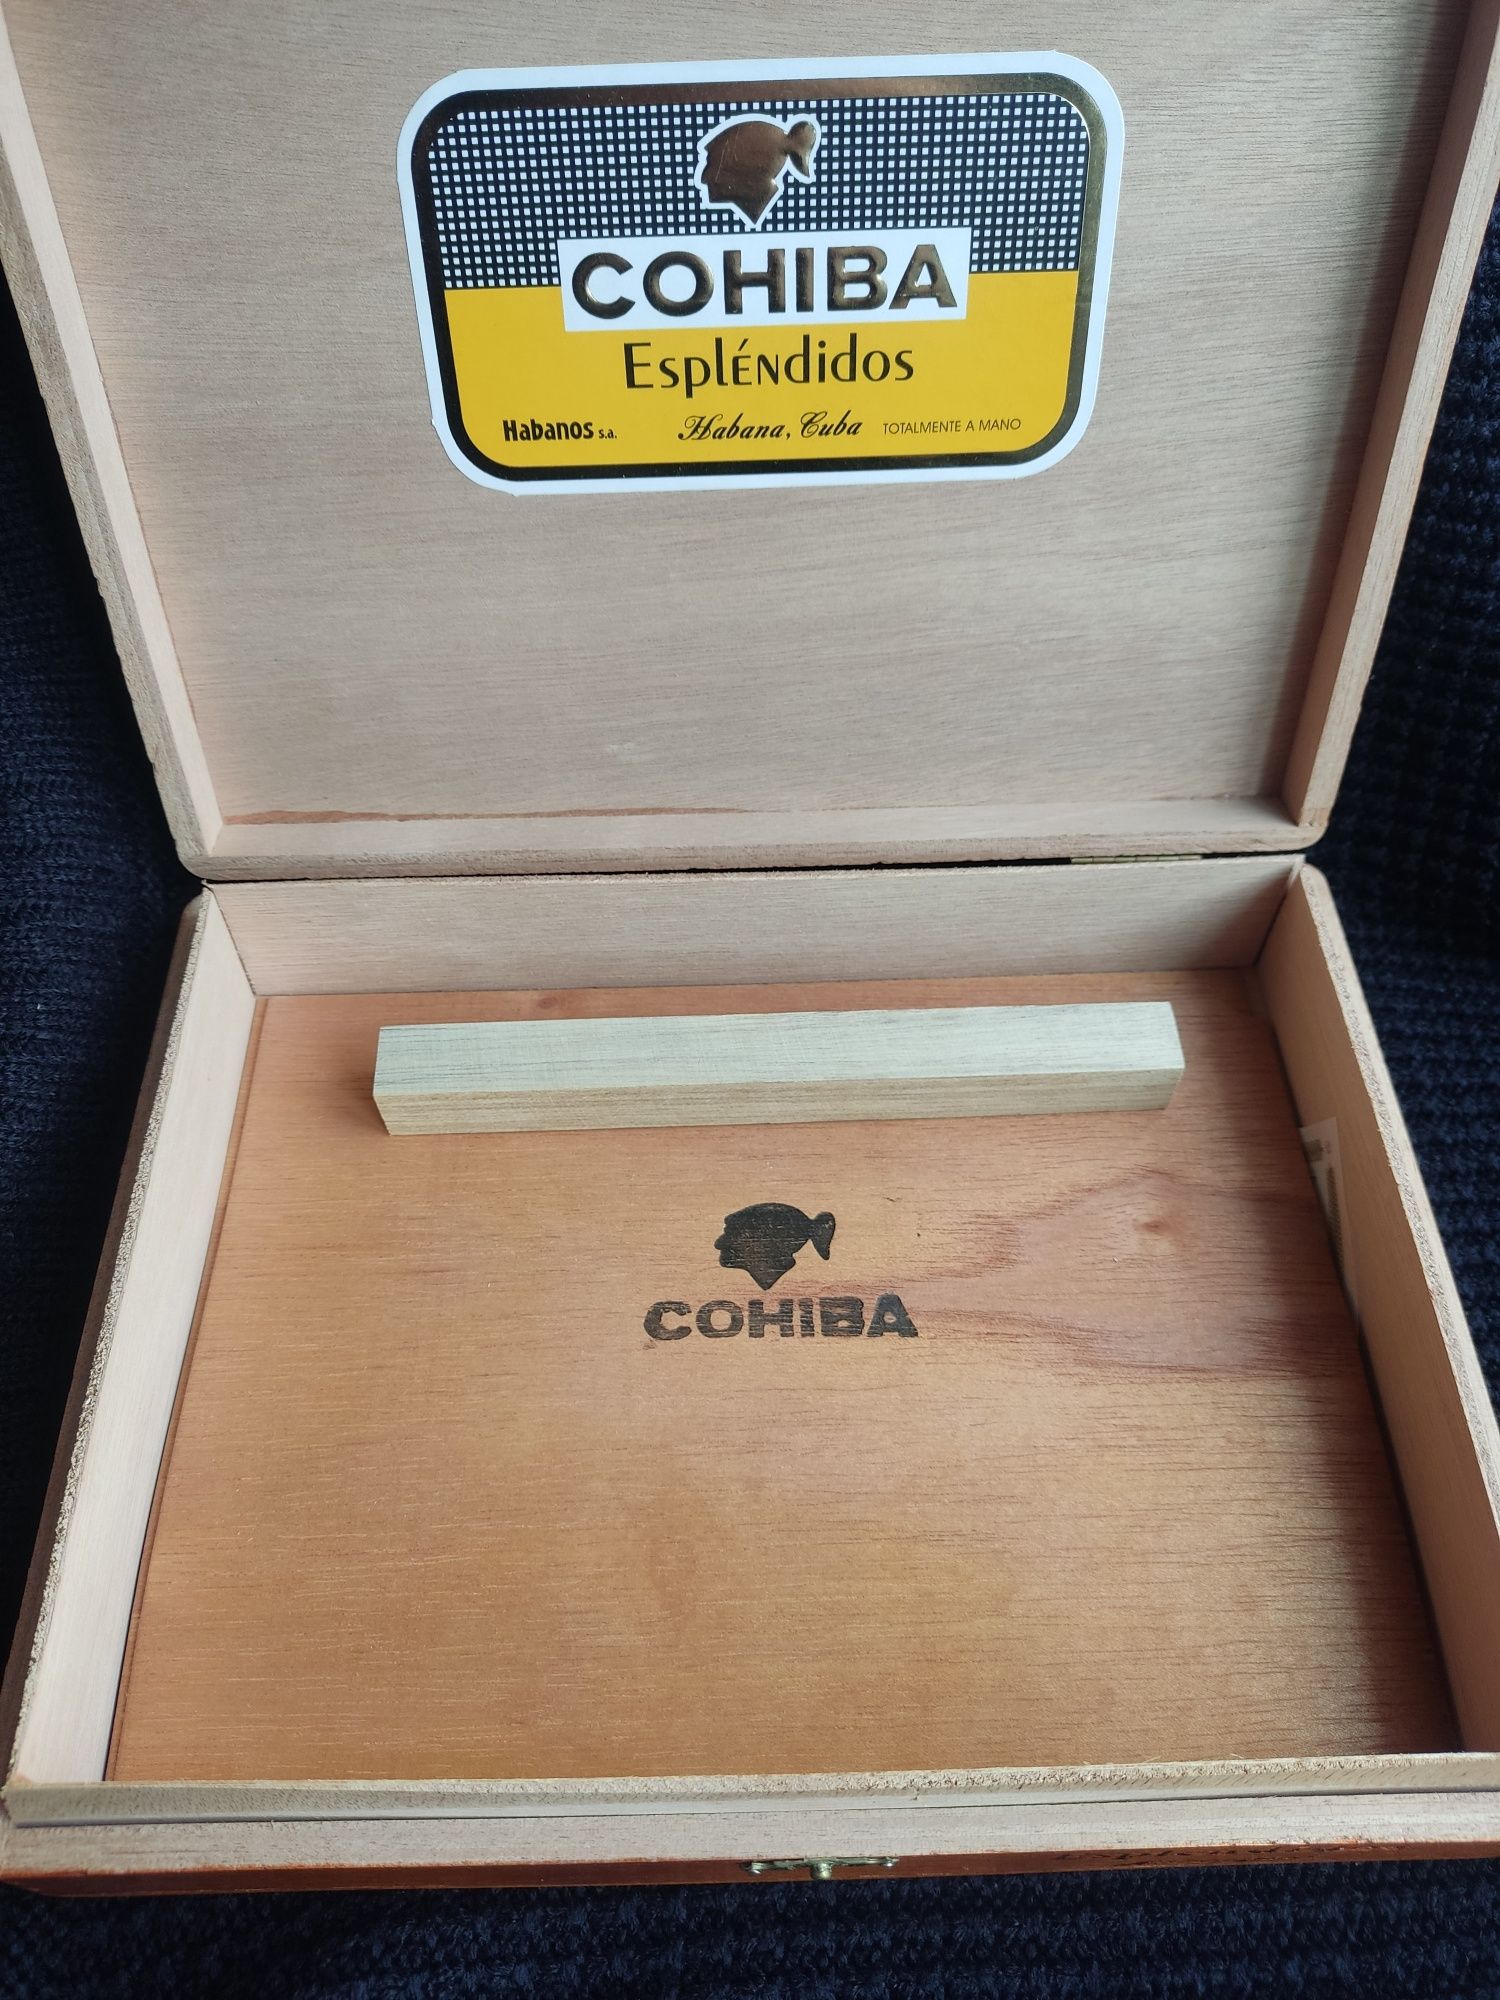 COHIBA
Espléndidos
Habanos s.a. Habana, Cuba TOTALMENTE A MANO
COHIBA